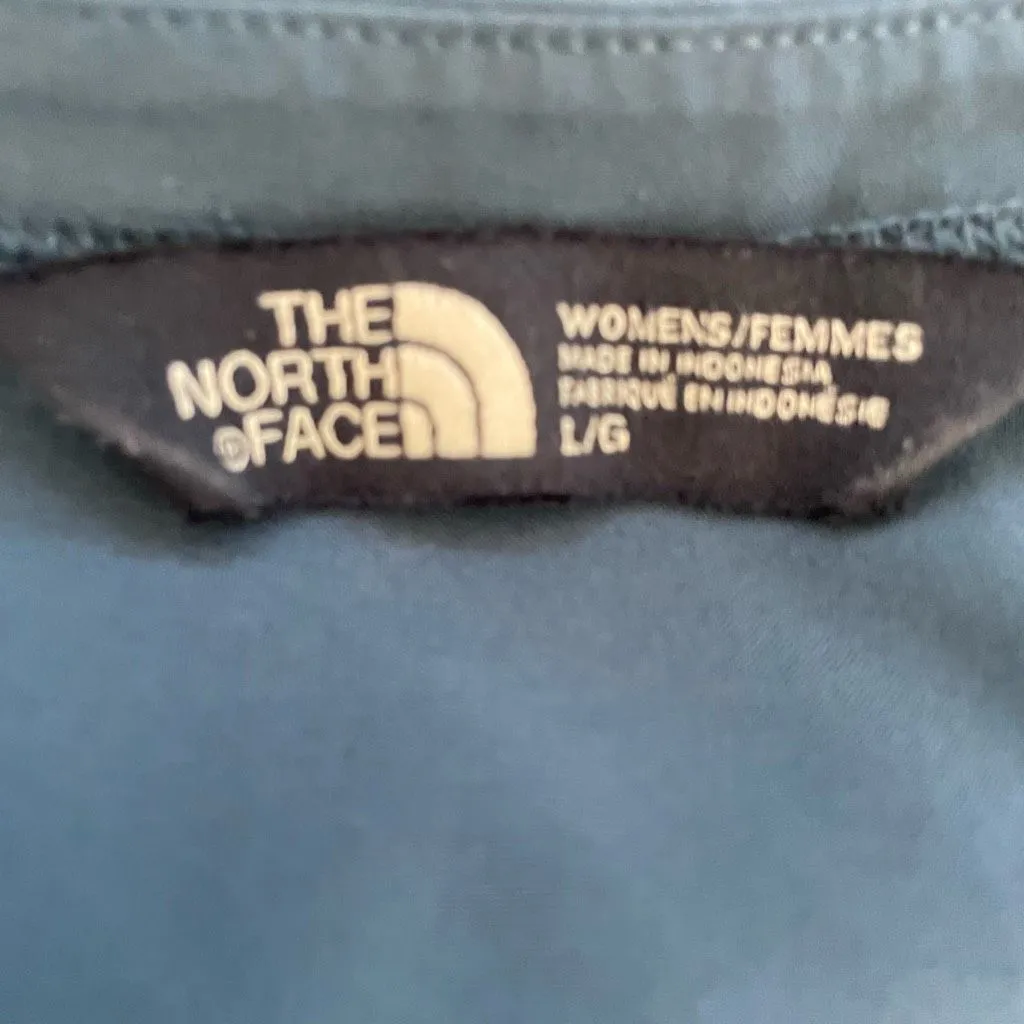 THE
NORTH
®FACE
WOMENS/FEMMES
MADE IN INDONESIA
FABRIQUÉ EN INDONÉSIE
L/G